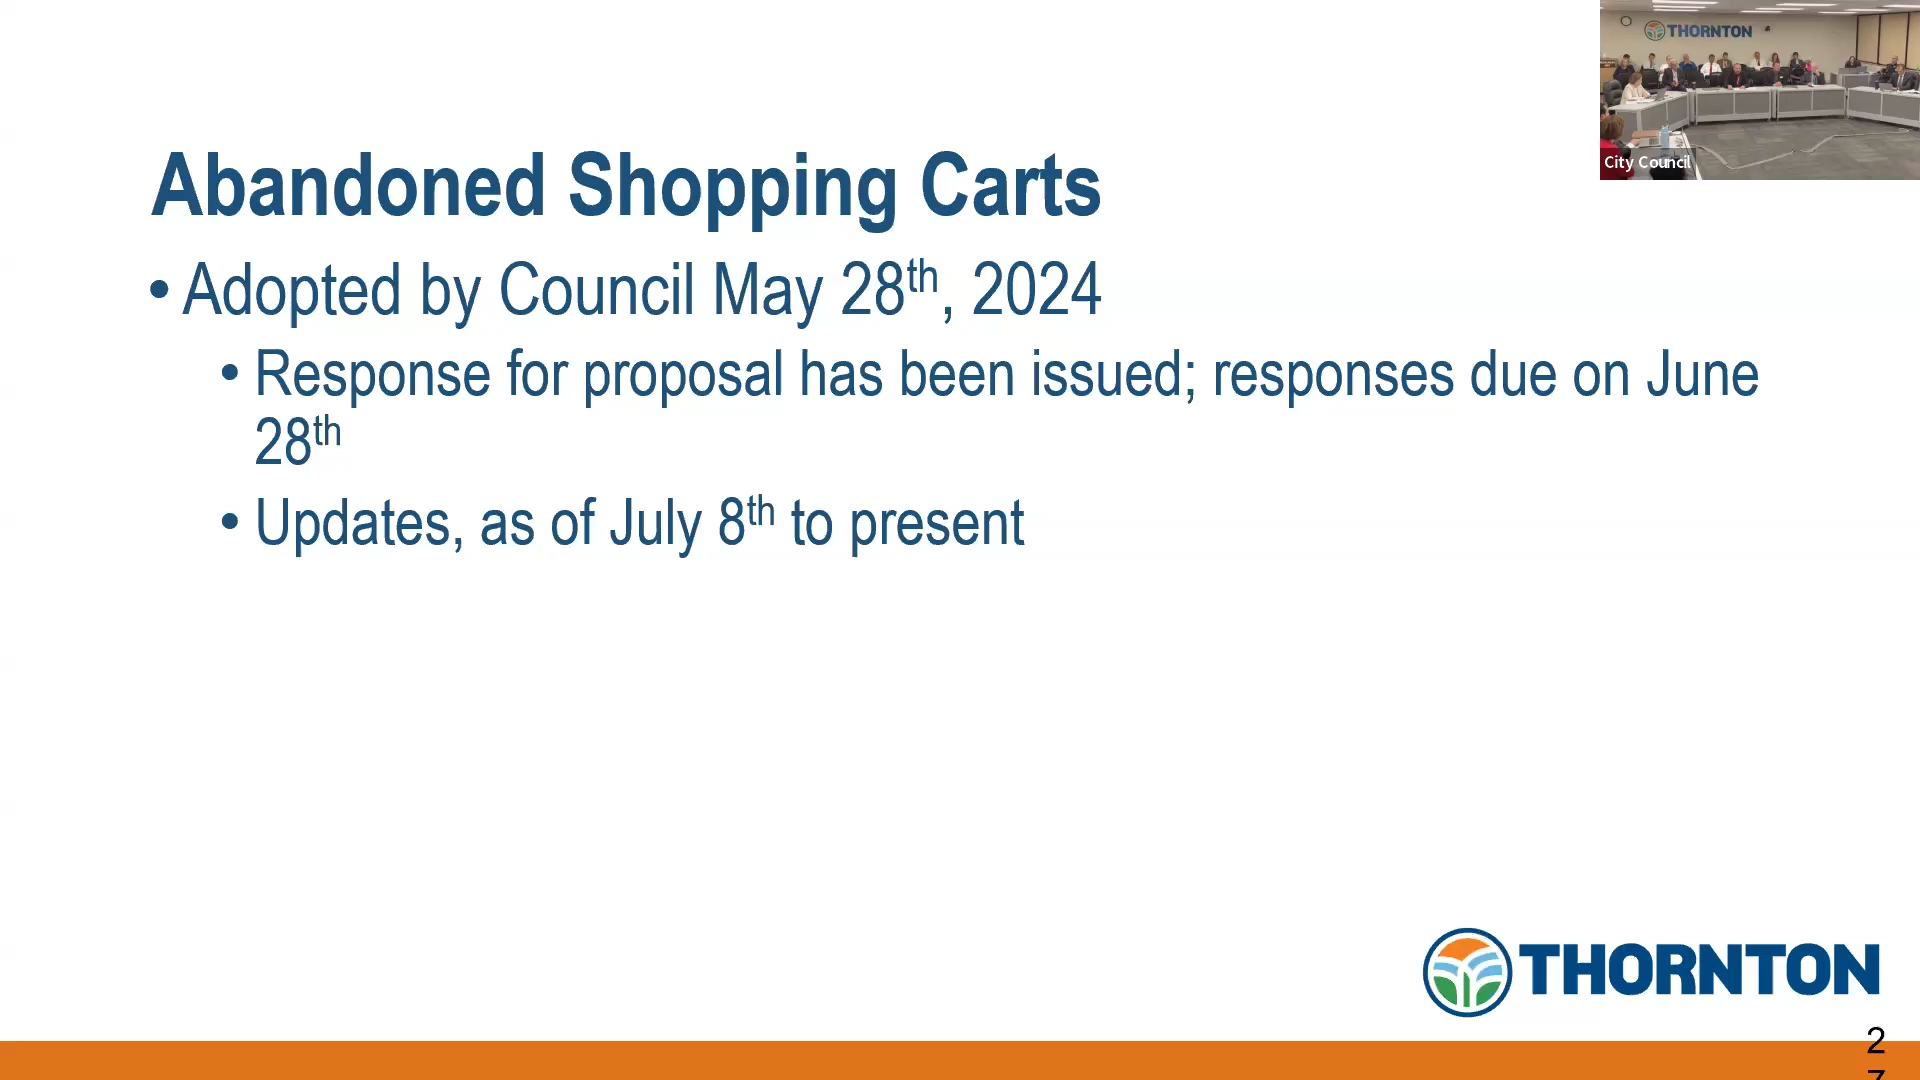 THORNTON
City Council
Abandoned Shopping Carts
• Adopted by Council May 28th, 2024
• Response for proposal has been issued; responses due on June
28th
• Updates, as of July 8th to present
THORNTON
2